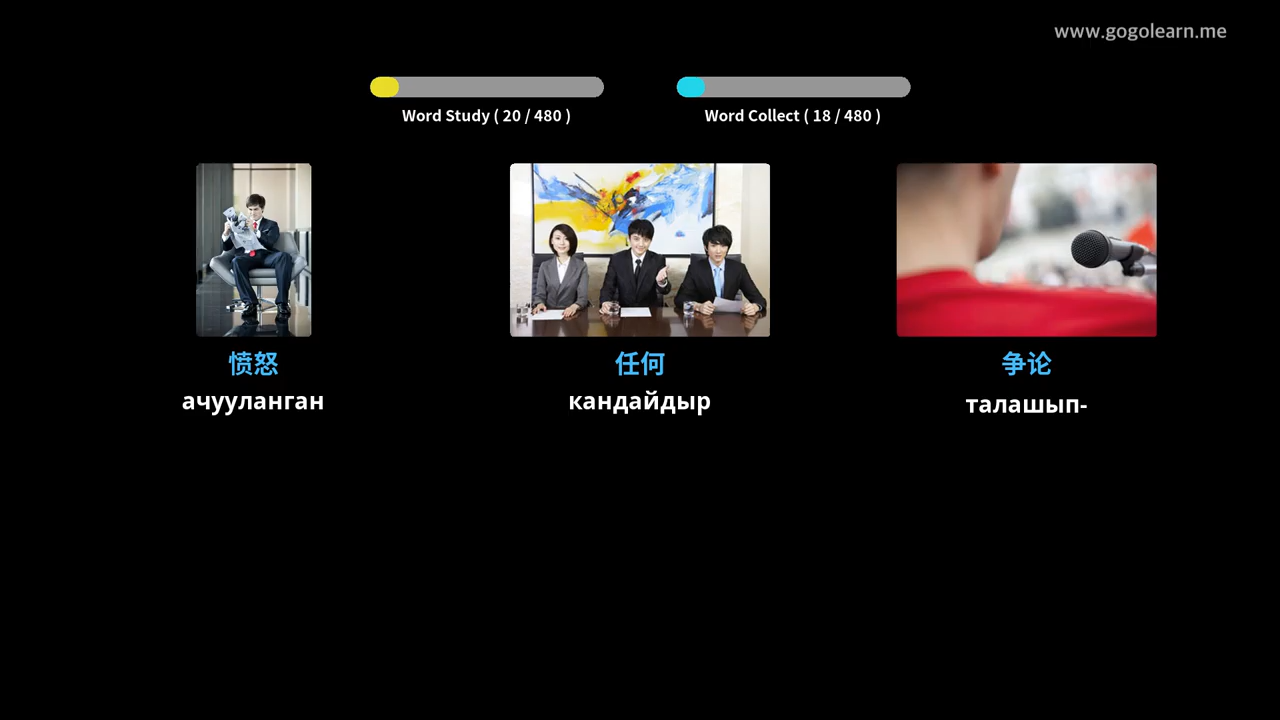 www.gogolearn.me
Word Study ( 20 / 480 )
Word Collect ( 18 / 480 )
愤怒
任何
争论
ачууланган
кандайдыр
талашып-